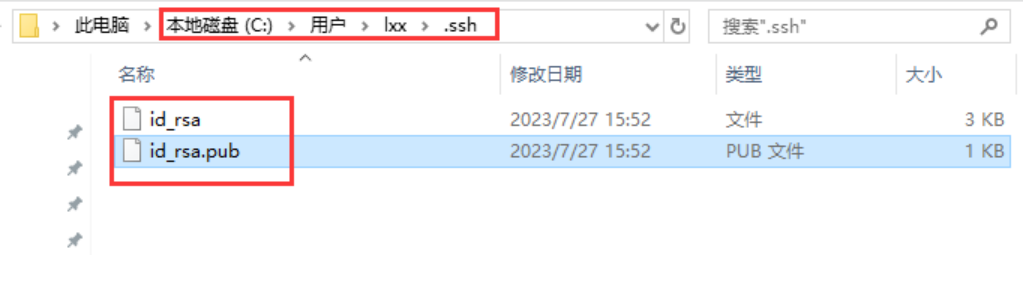 此电脑 > 本地磁盘 (C:) > 用户 > lxx > .ssh 搜索".ssh"
名称 修改日期 类型 大小
id_rsa 2023/7/27 15:52 文件 3 KB
id_rsa.pub 2023/7/27 15:52 PUB 文件 1 KB